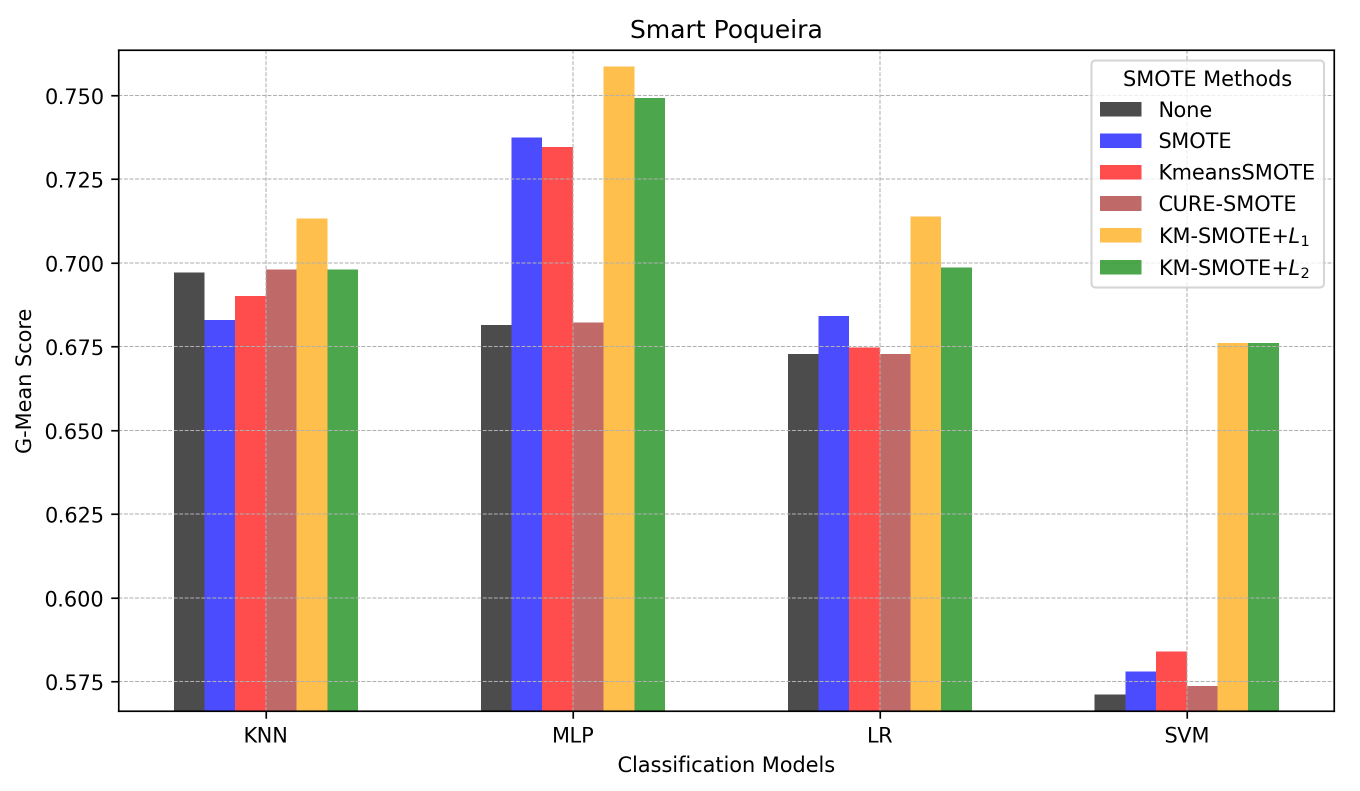 Smart Poqueira
G-Mean Score
0.750
0.725
0.700
0.675
0.650
0.625
0.600
0.575
KNN
MLP
LR
SVM
Classification Models
SMOTE Methods
None
SMOTE
KmeansSMOTE
CURE-SMOTE
KM-SMOTE+L₁
KM-SMOTE+L₂